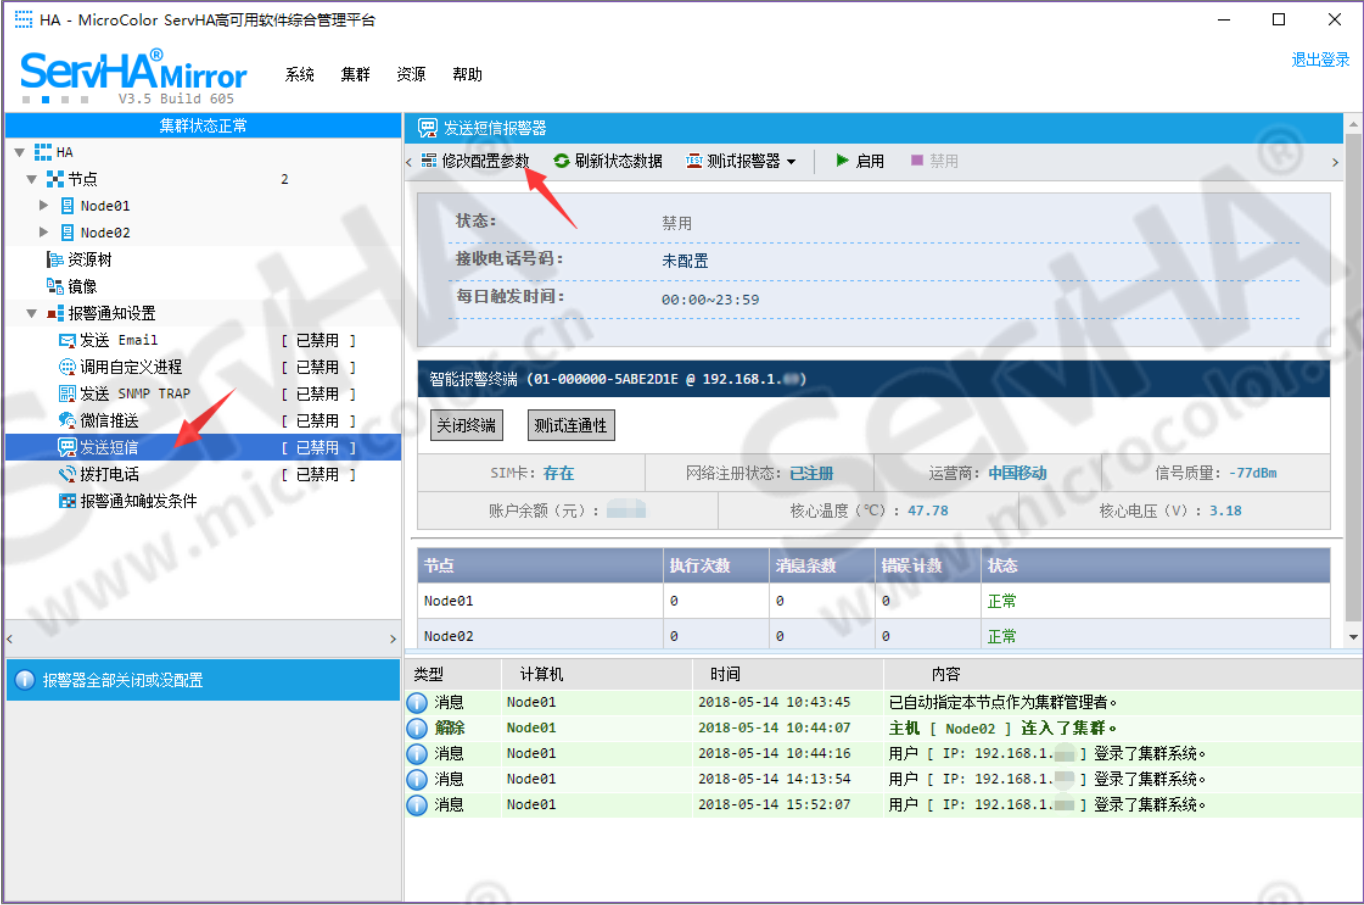 HA - MicroColor ServHA高可用软件综合管理平台
ServHA® Mirror
V3.5 Build 605
系统 集群 资源 帮助
退出登录
集群状态正常
HA
节点 2
Node01
Node02
资源树
镜像
报警通知设置
发送 Email [ 已禁用 ]
调用自定义进程 [ 已禁用 ]
发送 SNMP TRAP [ 已禁用 ]
微信推送 [ 已禁用 ]
发送短信 [ 已禁用 ]
拨打电话 [ 已禁用 ]
报警通知触发条件
报警器全部关闭或没配置
发送短信报警器
修改配置参数 刷新状态数据 TEST 测试报警器 启用 禁用
状态: 禁用
接收电话号码: 未配置
每日触发时间: 00:00~23:59
智能报警终端 (01-000000-5ABE2D1E @ 192.168.1. )
关闭终端 测试连通性
SIM卡: 存在 网络注册状态: 已注册 运营商: 中国移动 信号质量: -77dBm
账户余额（元）: 核心温度（℃）: 47.78 核心电压（V）: 3.18
节点 执行次数 消息条数 错误计数 状态
Node01 0 0 0 正常
Node02 0 0 0 正常
类型 计算机 时间 内容
消息 Node01 2018-05-14 10:43:45 已自动指定本节点作为集群管理者。
解除 Node01 2018-05-14 10:44:07 主机 [ Node02 ] 连入了集群。
消息 Node01 2018-05-14 10:44:16 用户 [ IP: 192.168.1. ] 登录了集群系统。
消息 Node01 2018-05-14 14:13:54 用户 [ IP: 192.168.1. ] 登录了集群系统。
消息 Node01 2018-05-14 15:52:07 用户 [ IP: 192.168.1. ] 登录了集群系统。
ServHA®
www.microcolor.cn
ServHA®
www.microcolor.cn